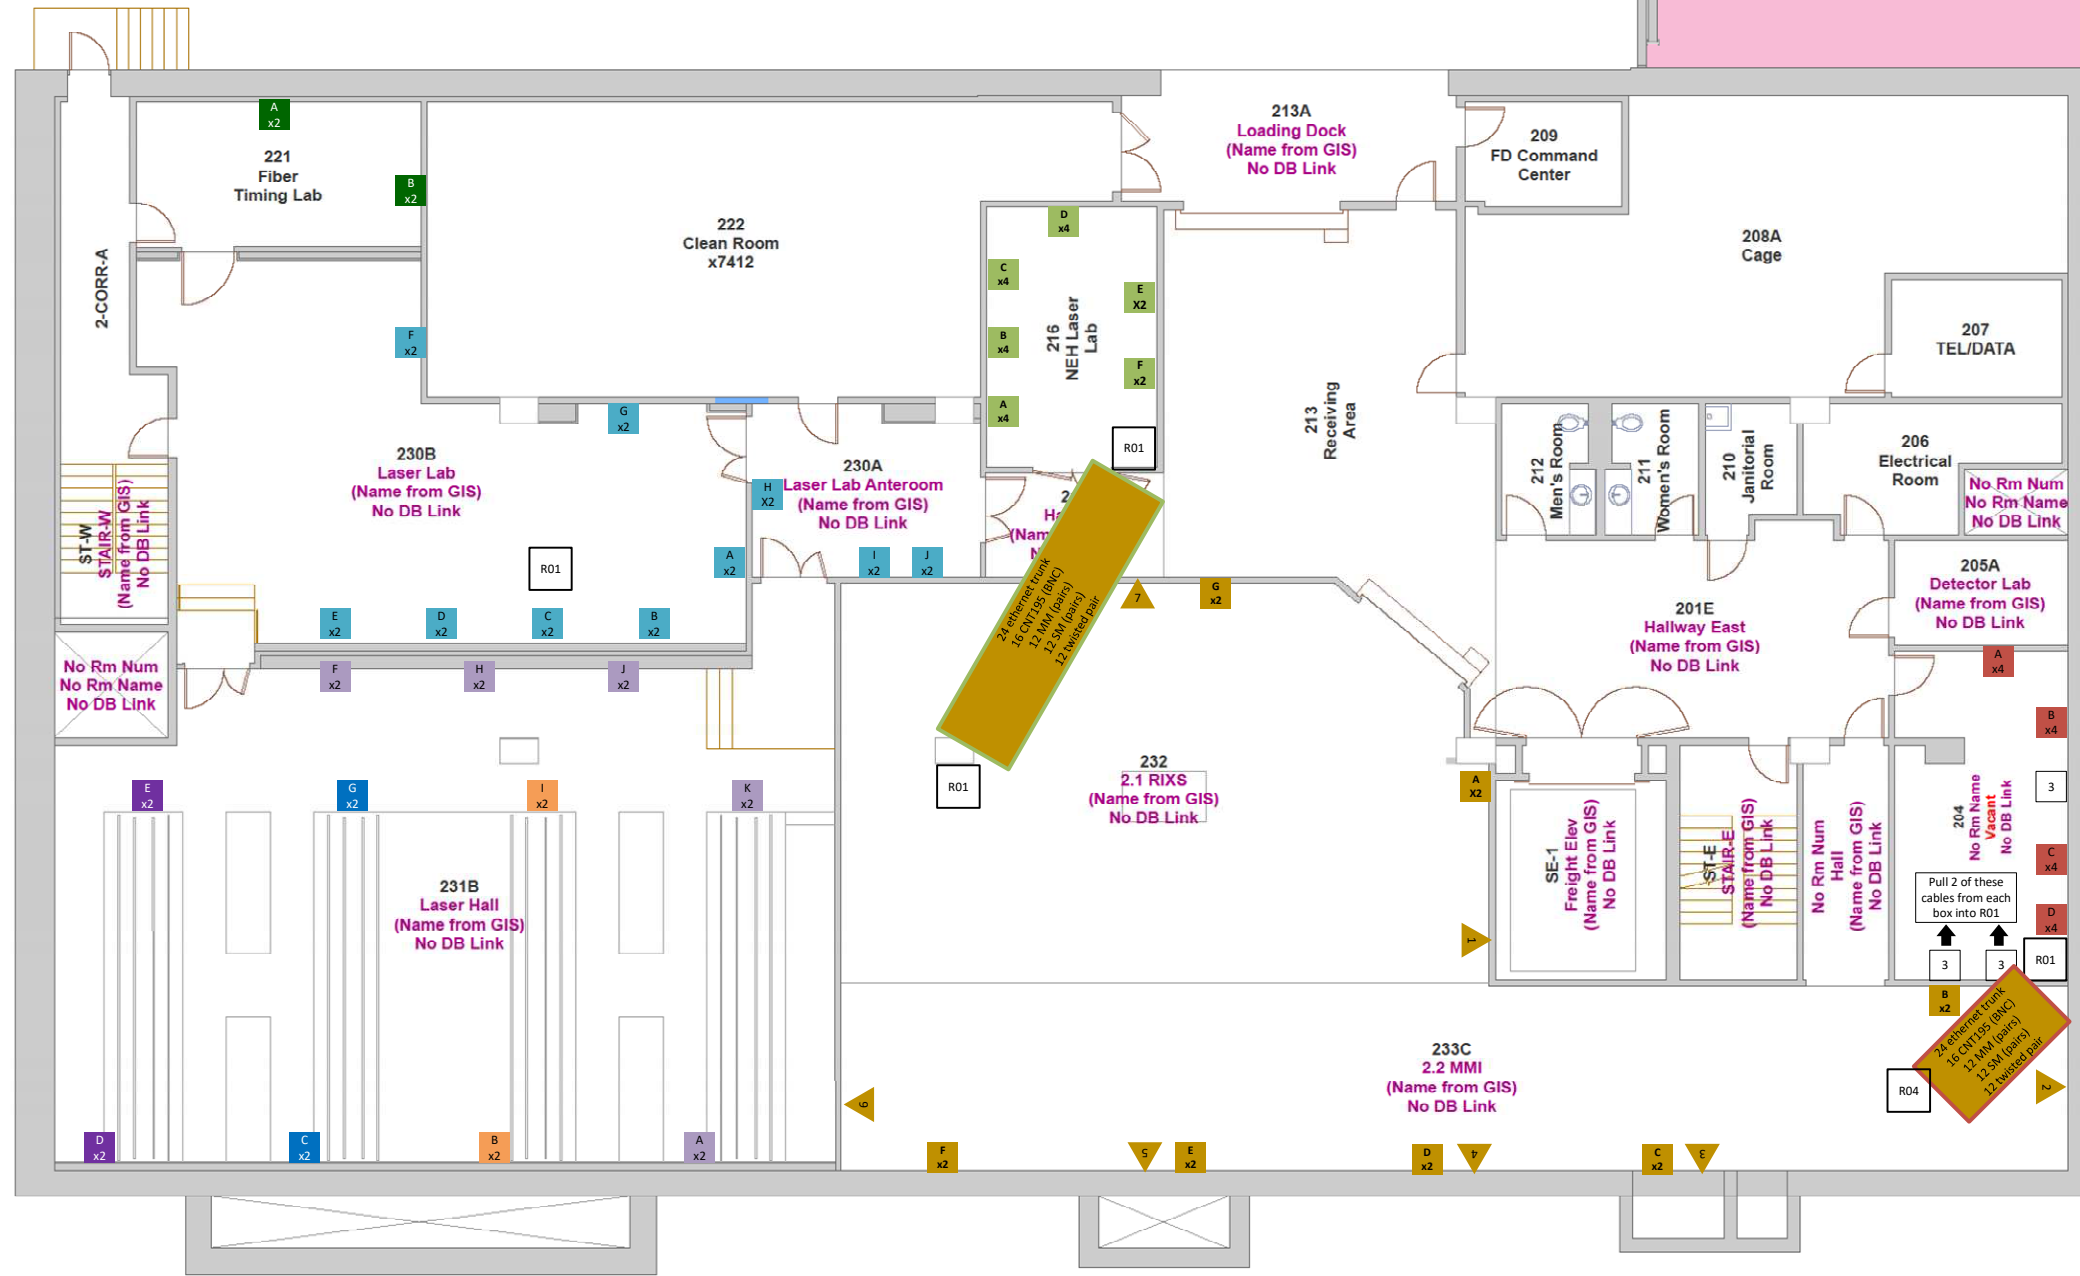 A
x2
221
Fiber
Timing Lab
B
x2
2-CORR-A
222
Clean Room
x7412
213A
Loading Dock
(Name from GIS)
No DB Link
209
FD Command
Center
208A
Cage
207
TEL/DATA
D
x4
C
x4
E
X2
B
x4
F
x2
A
x4
216
NEH Laser
Lab
R01
213
Receiving
Area
212
Men's Room
211
Women's Room
210
Janitorial
Room
206
Electrical
Room
No Rm Num
No Rm Name
No DB Link
F
x2
G
x2
230B
Laser Lab
(Name from GIS)
No DB Link
H
X2
230A
Laser Lab Anteroom
(Name from GIS)
No DB Link
R01
A
x2
I
x2
J
x2
E
x2
D
x2
C
x2
B
x2
ST-W
STAIR-W
(Name from GIS)
No DB Link
No Rm Num
No Rm Name
No DB Link
24 ethernet trunk
16 CNT195 (BNC)
12 MM (pairs)
12 SM (pairs)
12 twisted pair
7
G
x2
201E
Hallway East
(Name from GIS)
No DB Link
205A
Detector Lab
(Name from GIS)
No DB Link
F
x2
H
x2
J
x2
E
x2
G
x2
I
x2
K
x2
231B
Laser Hall
(Name from GIS)
No DB Link
D
x2
C
x2
B
x2
A
x2
R01
232
2.1 RIXS
(Name from GIS)
No DB Link
A
X2
1
SE-1
Freight Elev
(Name from GIS)
No DB Link
ST-E
STAIR-E
(Name from GIS)
No DB Link
No Rm Num
Hall
(Name from GIS)
No DB Link
A
x4
B
x4
3
204
No Rm Name
Vacant
No DB Link
C
x4
Pull 2 of these
cables from each
box into R01
D
x4
3
3
R01
B
x2
24 ethernet trunk
16 CNT195 (BNC)
12 MM (pairs)
12 SM (pairs)
12 twisted pair
R04
2
233C
2.2 MMI
(Name from GIS)
No DB Link
6
F
x2
5
E
x2
D
x2
4
C
x2
3